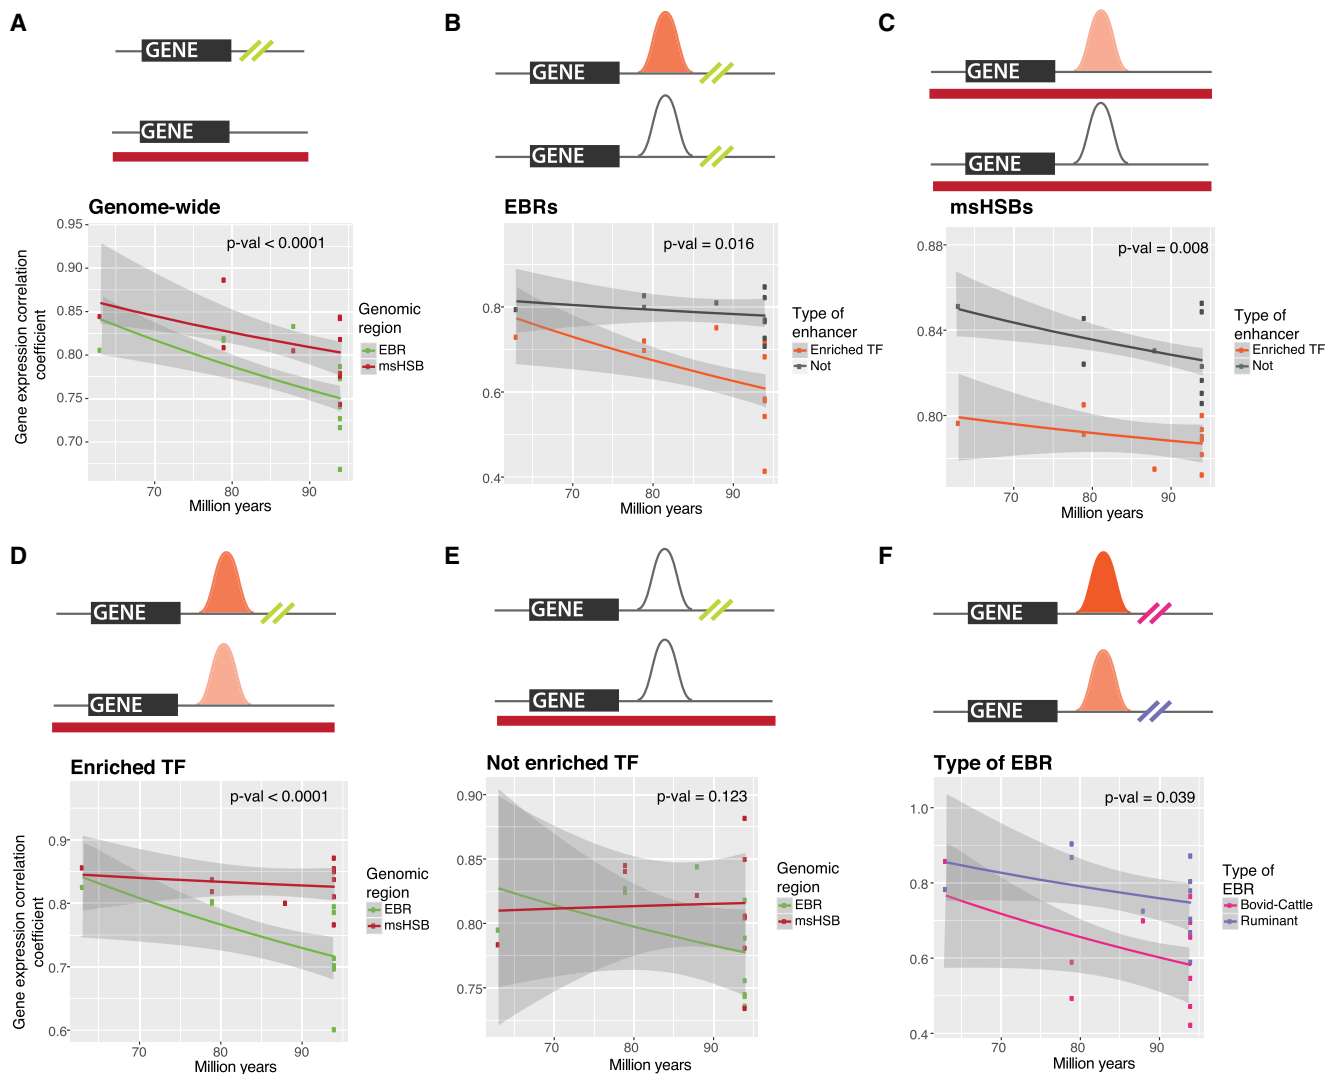 A
GENE
GENE
Genome-wide
p-val < 0.0001
Gene expression correlation
coefficient
0.95
0.90
0.85
0.80
0.75
0.70
70
80
90
Million years
Genomic
region
EBR
msHSB
B
GENE
GENE
EBRs
p-val = 0.016
0.8
0.6
0.4
70
80
90
Million years
Type of
enhancer
Enriched TF
Not
C
GENE
GENE
msHSBs
p-val = 0.008
0.88
0.84
0.80
70
80
90
Million years
Type of
enhancer
Enriched TF
Not
D
GENE
GENE
Enriched TF
p-val < 0.0001
Gene expression correlation
coefficient
0.9
0.8
0.7
0.6
70
80
90
Million years
Genomic
region
EBR
msHSB
E
GENE
GENE
Not enriched TF
p-val = 0.123
0.90
0.85
0.80
0.75
70
80
90
Million years
Genomic
region
EBR
msHSB
F
GENE
GENE
Type of EBR
p-val = 0.039
1.0
0.8
0.6
0.4
70
80
90
Million years
Type of
EBR
Bovid-Cattle
Ruminant